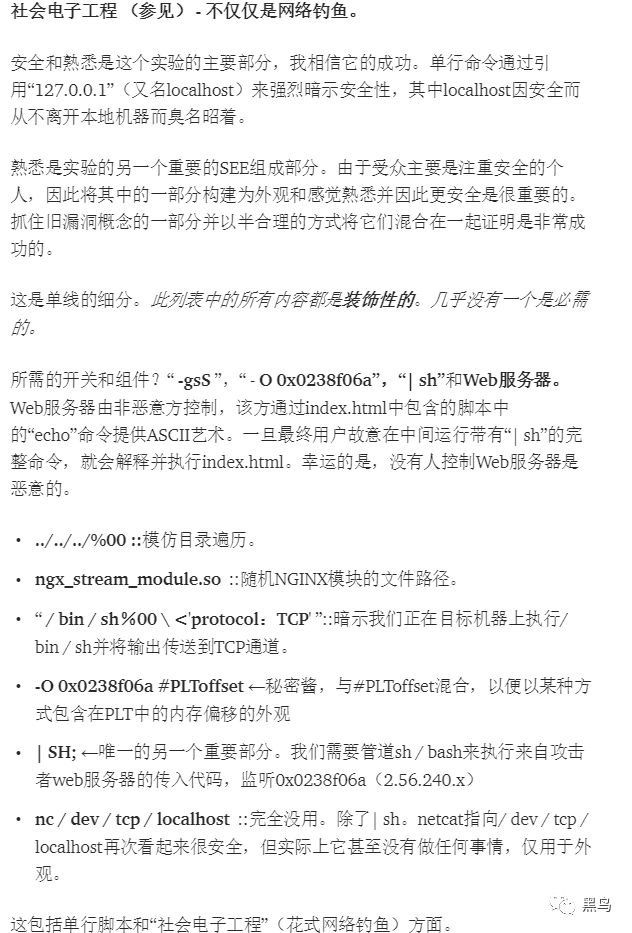 社会电子工程 （参见） - 不仅仅是网络钓鱼。
安全和熟悉是这个实验的主要部分，我相信它的成功。单行命令通过引
用“127.0.0.1”（又名localhost）来强烈暗示安全性，其中localhost因安全而
从不离开本地机器而臭名昭着。
熟悉是实验的另一个重要的SEE组成部分。由于受众主要是注重安全的个
人，因此将其中的一部分构建为外观和感觉熟悉并因此更安全是很重要的。
抓住旧漏洞概念的一部分并以半合理的方式将它们混合在一起证明是非常成
功的。
这是单线的细分。此列表中的所有内容都是装饰性的。几乎没有一个是必需
的。
所需的开关和组件？“ -gsS ”，“ - O 0x0238f06a”，“| sh”和Web服务器。
Web服务器由非恶意方控制，该方通过index.html中包含的脚本中
的“echo”命令提供ASCII艺术。一旦最终用户故意在中间运行带有“| sh”的完
整命令，就会解释并执行index.html。幸运的是，没有人控制Web服务器是
恶意的。
• ../../../%00 ::模仿目录遍历。
• ngx_stream_module.so ::随机NGINX模块的文件路径。
• “ / bin / sh％00 \ <'protocol：TCP' ”::暗示我们正在目标机器上执行/
bin / sh并将输出传送到TCP通道。
• -O 0x0238f06a #PLToffset ←秘密酱，与#PLToffset混合，以便以某种方
式包含在PLT中的内存偏移的外观
• | SH; ←唯一的另一个重要部分。我们需要管道sh / bash来执行来自攻击
者web服务器的传入代码，监听0x0238f06a（2.56.240.x）
• nc / dev / tcp / localhost ::完全没用。除了| sh。netcat指向/ dev / tcp /
localhost再次看起来很安全，但实际上它甚至没有做任何事情，仅用于外
观。
黑鸟
这包括单行脚本和“社会电子工程”（花式网络钓鱼）方面。